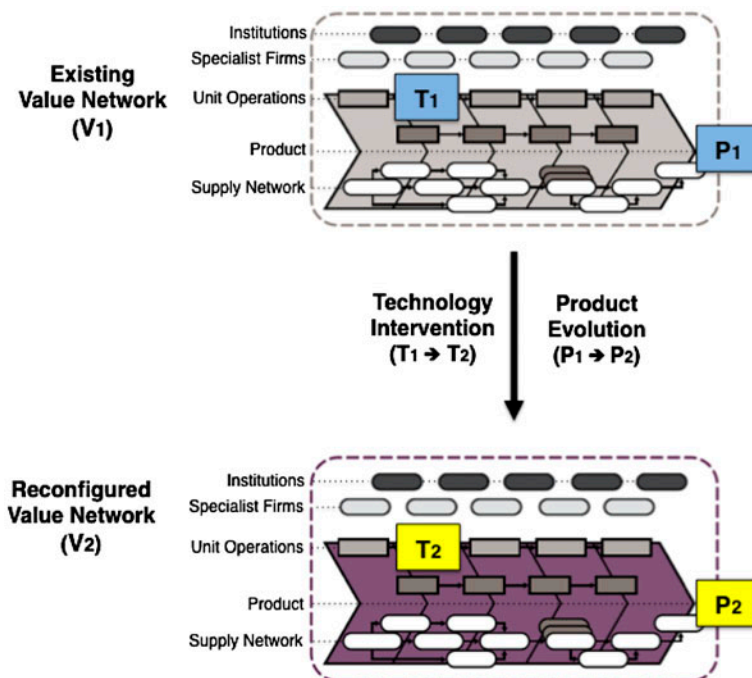 Institutions
Specialist Firms
Existing
Value Network
(V1)
Unit Operations
T1
Product
P1
Supply Network
Technology
Intervention
(T1 → T2)
Product
Evolution
(P1 → P2)
Institutions
Specialist Firms
Reconfigured
Value Network
(V2)
Unit Operations
T2
Product
P2
Supply Network